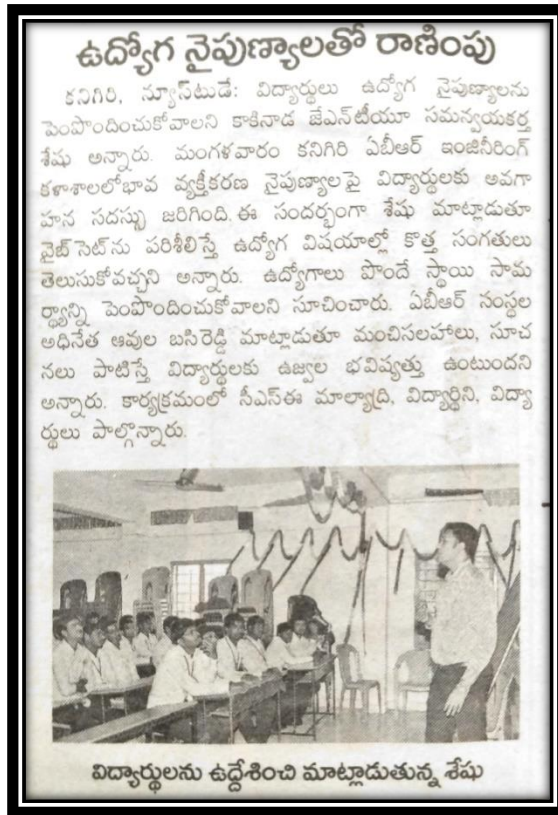 ఉద్యోగ నైపుణ్యాలతో రాణింపు
కనిగిరి, న్యూస్‌టుడే: విద్యార్థులు ఉద్యోగ నైపుణ్యాలను
పెంపొందించుకోవాలని కాకినాడ జేఎన్‌టీయూ సమన్వయకర్త
శేషు అన్నారు. మంగళవారం కనిగిరి ఏబీఆర్ ఇంజినీరింగ్
కళాశాలలోభావ వ్యక్తీకరణ నైపుణ్యాలపై విద్యార్థులకు అవగా
హన సదస్సు జరిగింది. ఈ సందర్భంగా శేషు మాట్లాడుతూ
వైబ్‌సెట్‌ను పరిశీలిస్తే ఉద్యోగ విషయాల్లో కొత్త సంగతులు
తెలుసుకోవచ్చని అన్నారు. ఉద్యోగాలు పొందే స్థాయి సామ
ర్థ్యాన్ని పెంపొందించుకోవాలని సూచించారు. ఏబీఆర్ సంస్థల
అధినేత ఆవుల బసిరెడ్డి మాట్లాడుతూ మంచిసలహాలు, సూచ
నలు పాటిస్తే విద్యార్థులకు ఉజ్వల భవిష్యత్తు ఉంటుందని
అన్నారు. కార్యక్రమంలో సీఎస్‌ఈ మాల్యాద్రి, విద్యార్థిని, విద్యా
ర్థులు పాల్గొన్నారు.
విద్యార్థులను ఉద్దేశించి మాట్లాడుతున్న శేషు